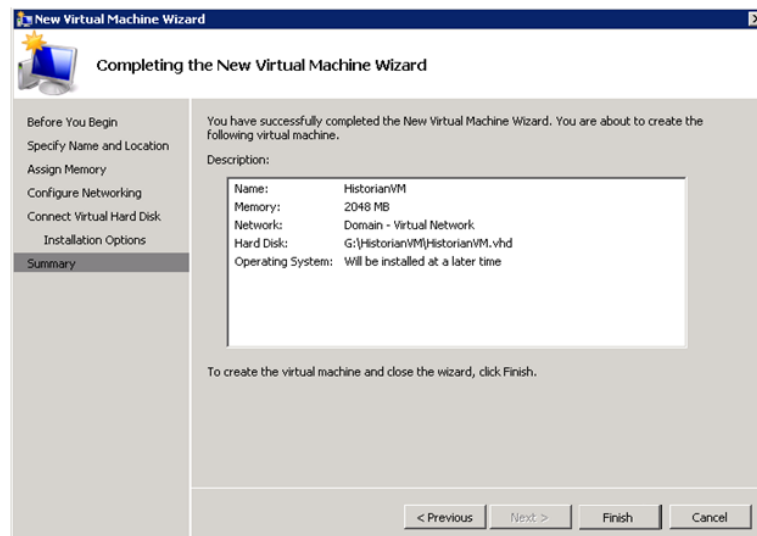 New Virtual Machine Wizard
Completing the New Virtual Machine Wizard
Before You Begin
Specify Name and Location
Assign Memory
Configure Networking
Connect Virtual Hard Disk
Installation Options
Summary
You have successfully completed the New Virtual Machine Wizard. You are about to create the
following virtual machine.
Description:
Name: HistorianVM
Memory: 2048 MB
Network: Domain - Virtual Network
Hard Disk: G:\HistorianVM\HistorianVM.vhd
Operating System: Will be installed at a later time
To create the virtual machine and close the wizard, click Finish.
< Previous Next > Finish Cancel